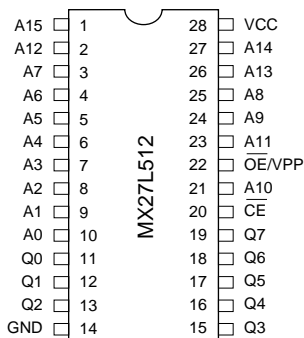 A15 1 28 VCC
A12 2 27 A14
A7 3 26 A13
A6 4 25 A8
A5 5 24 A9
A4 6 23 A11
A3 7 22 O̅E̅/VPP
A2 8 21 A10
A1 9 20 C̅E̅
A0 10 19 Q7
Q0 11 18 Q6
Q1 12 17 Q5
Q2 13 16 Q4
GND 14 15 Q3
MX27L512